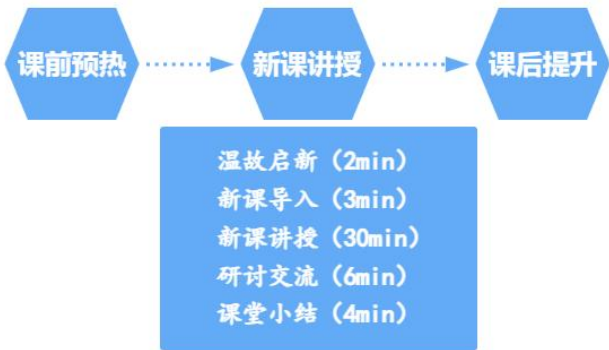 课前预热
新课讲授
课后提升
温故启新（2min）
新课导入（3min）
新课讲授（30min）
研讨交流（6min）
课堂小结（4min）